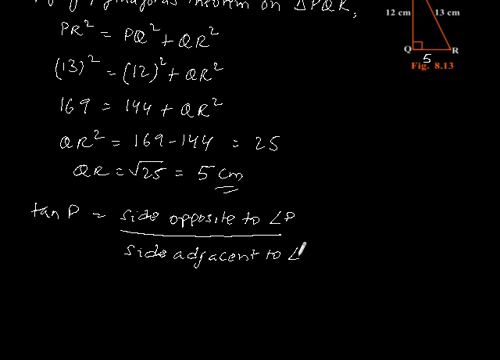 Pythagoras theorem on △PQR,
PR² = PQ² + QR²
(13)² = (12)² + QR²
169 = 144 + QR²
QR² = 169 - 144 = 25
QR = √25 = 5 cm
tan P = side opposite to ∠P
side adjacent to ∠
12 cm
13 cm
Q
R
5
Fig. 8.13